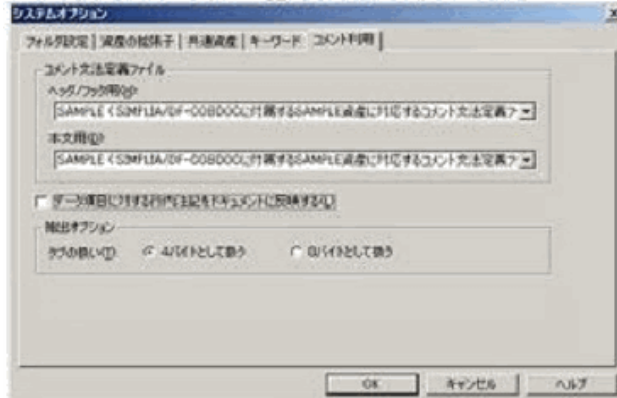 システムオプション
フォルダ設定 資産の拡張子 共通資産 キーワード コメント利用
コメント文法定義ファイル
ヘッダ/フッタ用(H)
SAMPLE <SIMPLIA/DF-COBDOCに付属するSAMPLE資産に対応するコメント文法定義フ
本文用(D)
SAMPLE <SIMPLIA/DF-COBDOCに付属するSAMPLE資産に対応するコメント文法定義フ
データ項目に対する行内注記をドキュメントに反映する(L)
抽出オプション
タブの扱い(T) 4バイトとして扱う 8バイトとして扱う
OK キャンセル ヘルプ